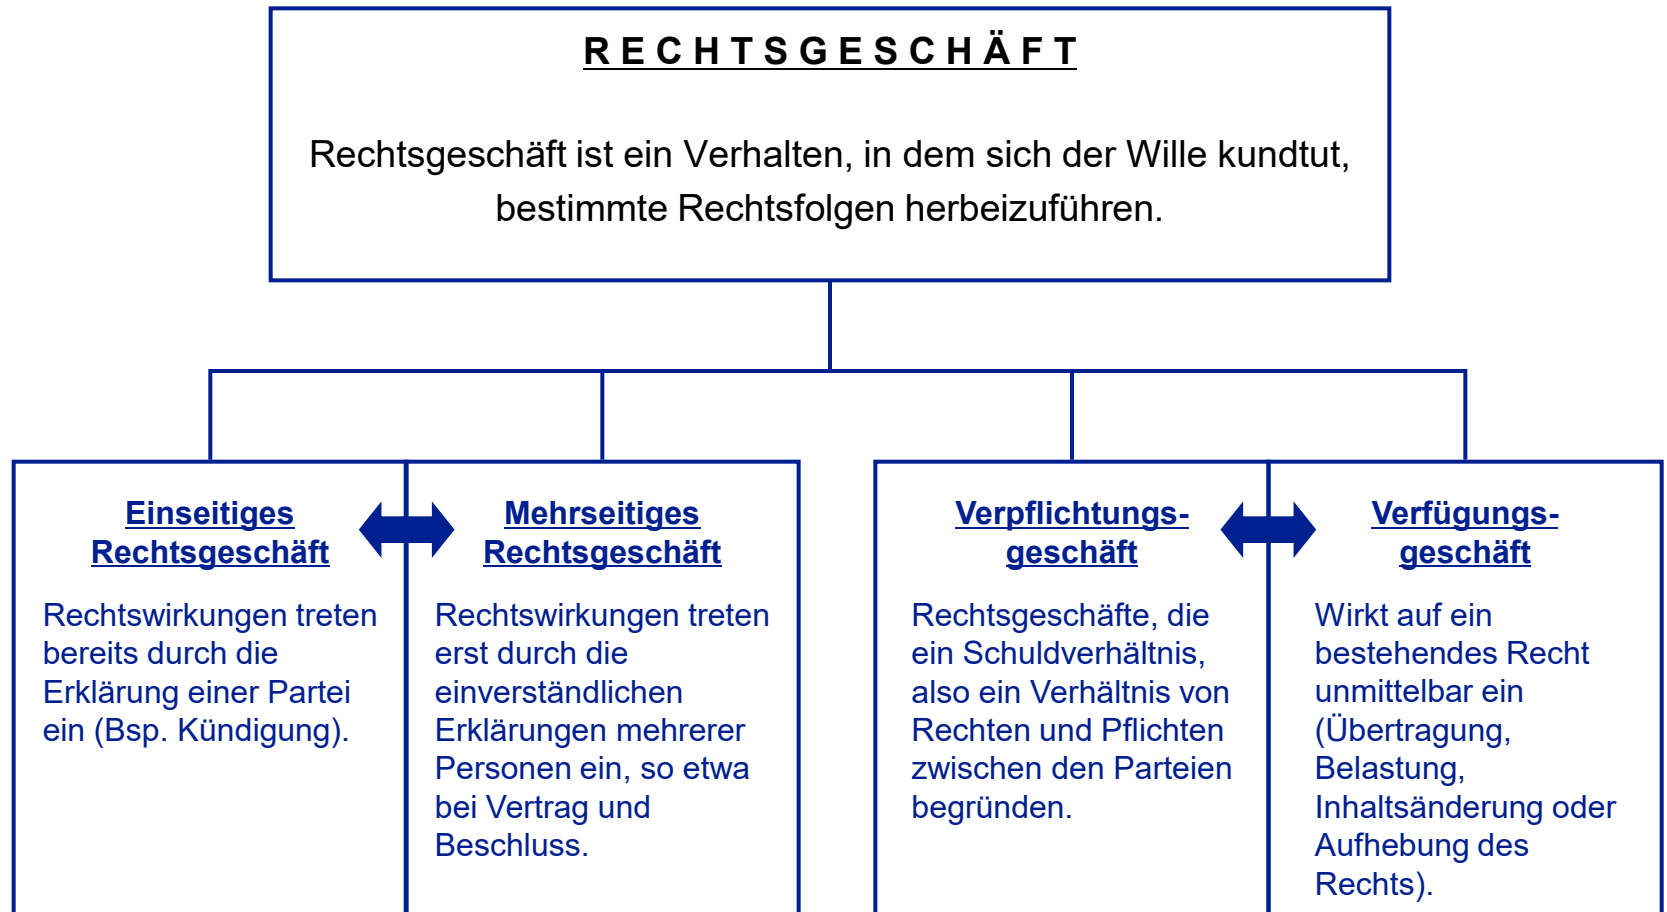 RECHTSGESCHÄFT
Rechtsgeschäft ist ein Verhalten, in dem sich der Wille kundtut,
bestimmte Rechtsfolgen herbeizuführen.
Einseitiges
Rechtsgeschäft
Rechtswirkungen treten
bereits durch die
Erklärung einer Partei
ein (Bsp. Kündigung).
Mehrseitiges
Rechtsgeschäft
Rechtswirkungen treten
erst durch die
einverständlichen
Erklärungen mehrerer
Personen ein, so etwa
bei Vertrag und
Beschluss.
Verpflichtungs-
geschäft
Rechtsgeschäfte, die
ein Schuldverhältnis,
also ein Verhältnis von
Rechten und Pflichten
zwischen den Parteien
begründen.
Verfügungs-
geschäft
Wirkt auf ein
bestehendes Recht
unmittelbar ein
(Übertragung,
Belastung,
Inhaltsänderung oder
Aufhebung des
Rechts).